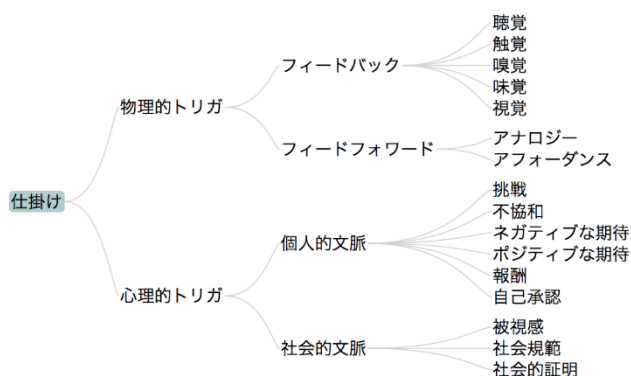 仕掛け
物理的トリガ
フィードバック
聴覚
触覚
嗅覚
味覚
視覚
フィードフォワード
アナロジー
アフォーダンス
心理的トリガ
個人的文脈
挑戦
不協和
ネガティブな期待
ポジティブな期待
報酬
自己承認
社会的文脈
被視感
社会規範
社会的証明